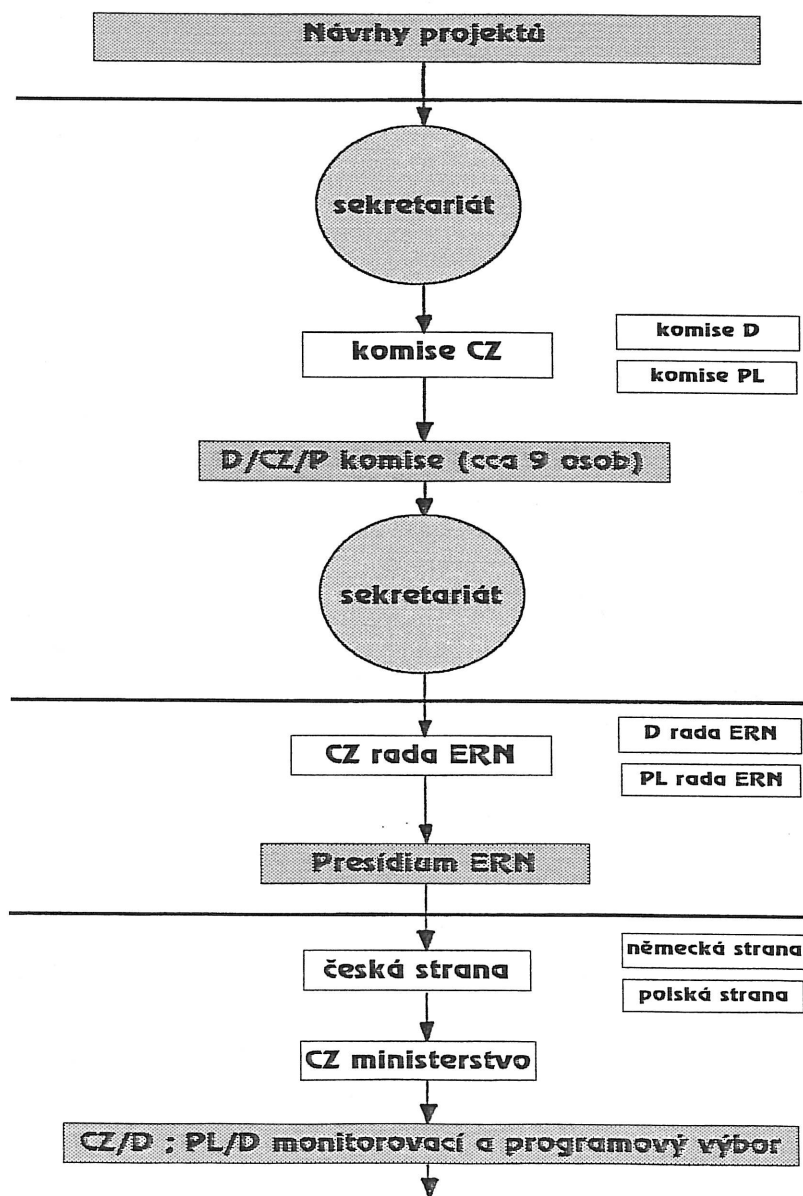 Návrhy projektů
sekretariát
komise CZ
komise D
komise PL
D/CZ/P komise (cca 9 osob)
sekretariát
CZ rada ERN
D rada ERN
PL rada ERN
Presídium ERN
česká strana
německá strana
polská strana
CZ ministerstvo
CZ/D ; PL/D monitorovací a programový výbor